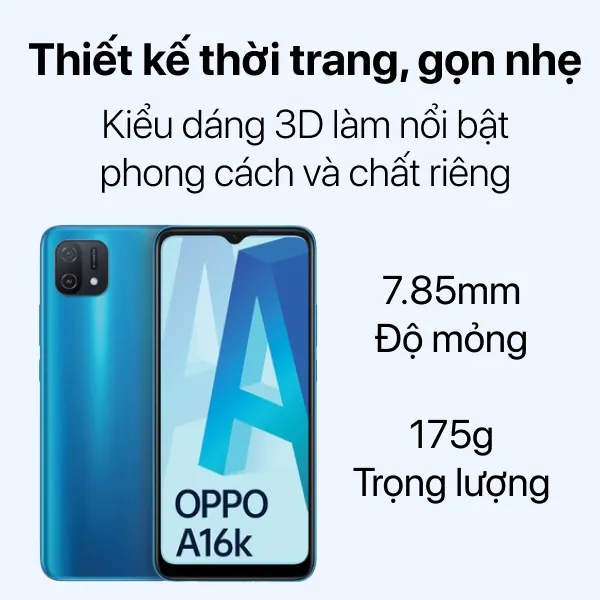 Thiết kế thời trang, gọn nhẹ
Kiểu dáng 3D làm nổi bật
phong cách và chất riêng
7.85mm
Độ mỏng
175g
Trọng lượng
A
OPPO
A16k